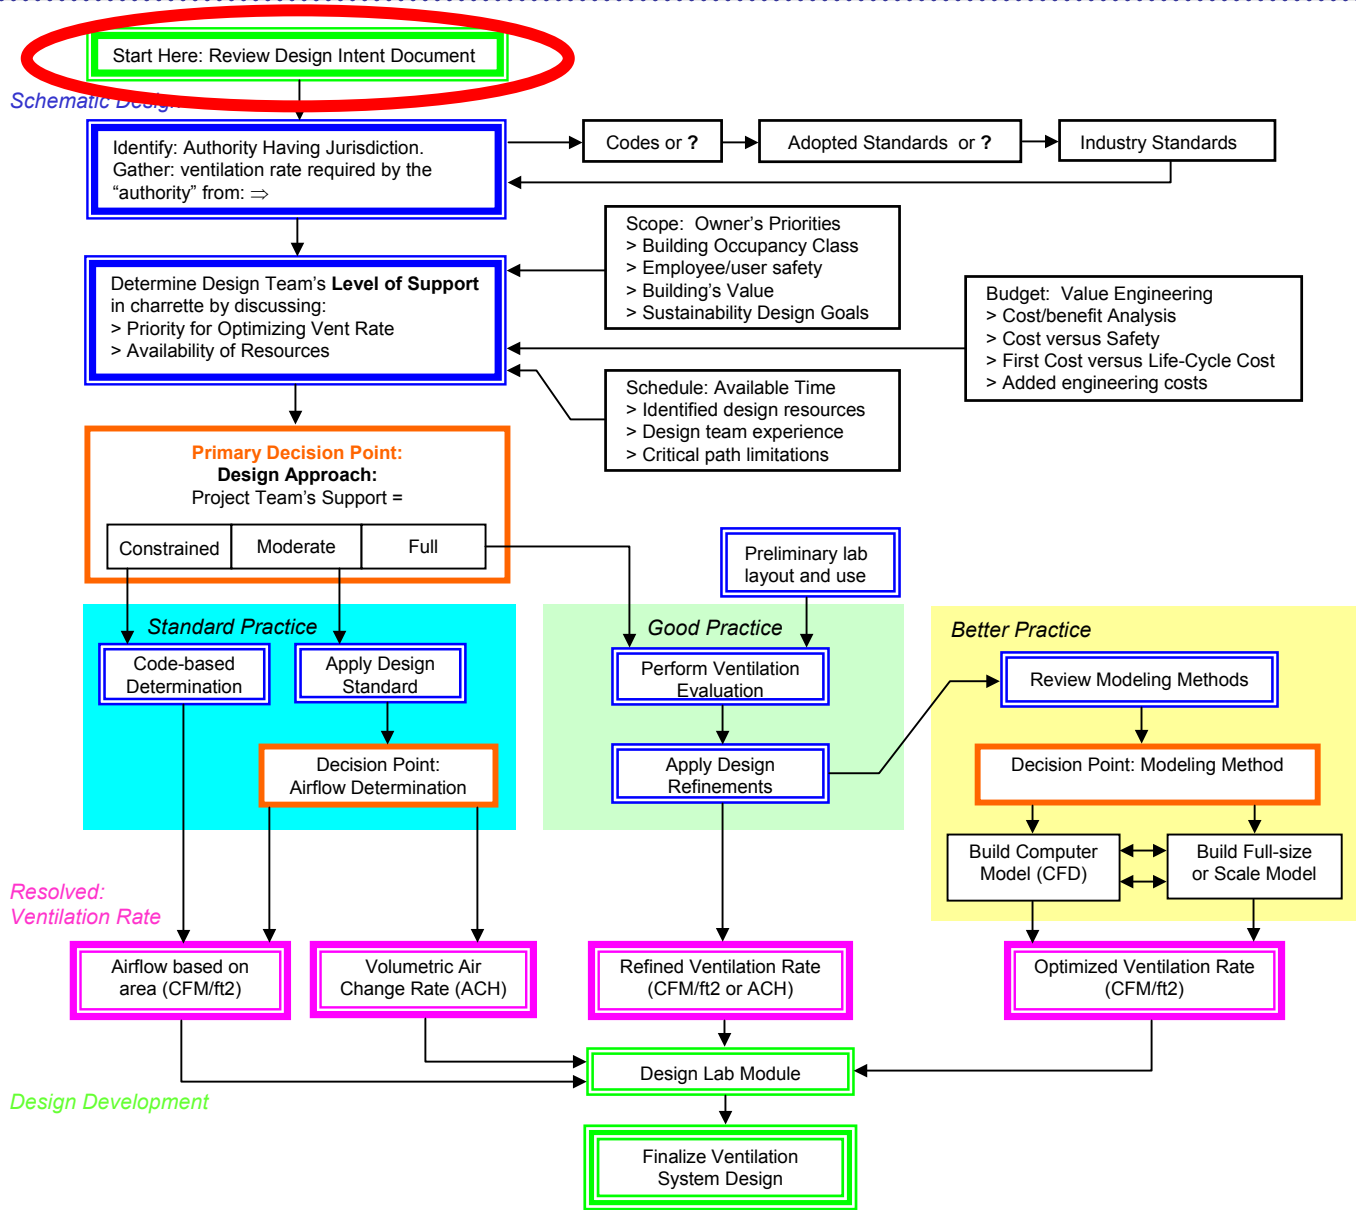 Start Here: Review Design Intent Document
Schematic Design
Identify: Authority Having Jurisdiction.
Gather: ventilation rate required by the
“authority” from: ⇒
Codes or ?
Adopted Standards or ?
Industry Standards
Scope: Owner’s Priorities
> Building Occupancy Class
> Employee/user safety
> Building’s Value
> Sustainability Design Goals
Determine Design Team’s Level of Support
in charrette by discussing:
> Priority for Optimizing Vent Rate
> Availability of Resources
Budget: Value Engineering
> Cost/benefit Analysis
> Cost versus Safety
> First Cost versus Life-Cycle Cost
> Added engineering costs
Schedule: Available Time
> Identified design resources
> Design team experience
> Critical path limitations
Primary Decision Point:
Design Approach:
Project Team’s Support =
Constrained
Moderate
Full
Preliminary lab
layout and use
Standard Practice
Good Practice
Better Practice
Code-based
Determination
Apply Design
Standard
Perform Ventilation
Evaluation
Review Modeling Methods
Decision Point:
Airflow Determination
Apply Design
Refinements
Decision Point: Modeling Method
Build Computer
Model (CFD)
Build Full-size
or Scale Model
Resolved:
Ventilation Rate
Airflow based on
area (CFM/ft2)
Volumetric Air
Change Rate (ACH)
Refined Ventilation Rate
(CFM/ft2 or ACH)
Optimized Ventilation Rate
(CFM/ft2)
Design Lab Module
Design Development
Finalize Ventilation
System Design